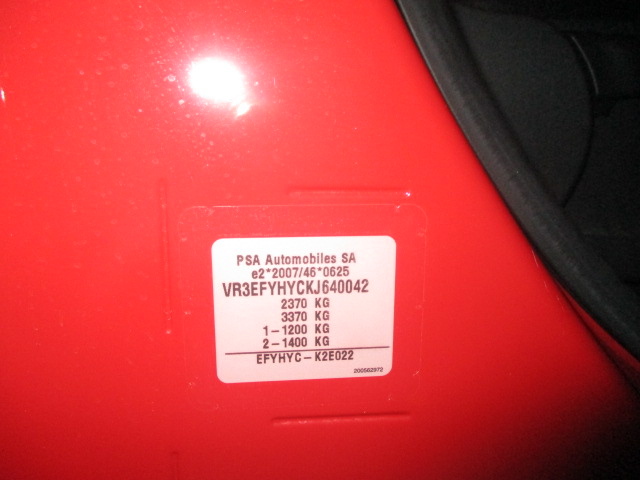 PSA Automobiles SA
e2*2007/46*0625
VR3EFYHYCKJ640042
2370 KG
3370 KG
1-1200 KG
2-1400 KG
EFYHYC-K2E022
200562972